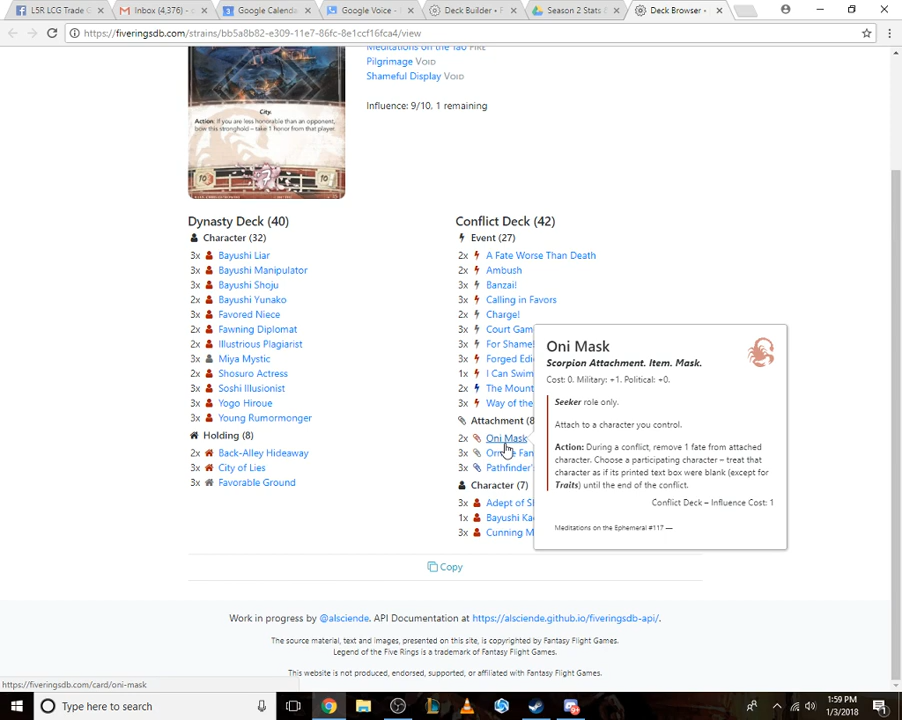 L5R LCG Trade G
Inbox (4,376) - c
Google Calenda
Google Voice -
Deck Builder • F
Season 2 Stats &
Deck Browser •
https://fiveringsdb.com/strains/bb5a8b82-e309-11e7-86fc-8e1ccf16fca4/view
Meditations on the Tao FIRE
Pilgrimage VOID
Shameful Display VOID
Influence: 9/10, 1 remaining
City.
Action: If you are less honorable than an opponent,
bow this stronghold – take 1 honor from that player.
10
10
Dynasty Deck (40)
Character (32)
3x Bayushi Liar
3x Bayushi Manipulator
3x Bayushi Shoju
2x Bayushi Yunako
3x Favored Niece
2x Fawning Diplomat
2x Illustrious Plagiarist
3x Miya Mystic
2x Shosuro Actress
3x Soshi Illusionist
3x Yogo Hiroue
3x Young Rumormonger
Holding (8)
2x Back-Alley Hideaway
3x City of Lies
3x Favorable Ground
Conflict Deck (42)
Event (27)
2x A Fate Worse Than Death
2x Ambush
3x Banzai!
3x Calling in Favors
2x Charge!
3x Court Gam
3x For Shame!
3x Forged Edi
1x I Can Swim
2x The Mount
3x Way of the
Attachment (8
2x Oni Mask
3x Ornate Fan
3x Pathfinder'
Character (7)
3x Adept of Sh
1x Bayushi Ka
3x Cunning M
Oni Mask
Scorpion Attachment. Item. Mask.
Cost: 0. Military: +1. Political: +0.
Seeker role only.
Attach to a character you control.
Action: During a conflict, remove 1 fate from attached
character. Choose a participating character – treat that
character as if its printed text box were blank (except for
Traits) until the end of the conflict.
Conflict Deck – Influence Cost: 1
Meditations on the Ephemeral #117 —
Copy
Work in progress by @alsciende. API Documentation at https://alsciende.github.io/fiveringsdb-api/.
The source material, text and images, presented on this site, is copyrighted by Fantasy Flight Games.
Legend of the Five Rings is a trademark of Fantasy Flight Games.
This website is not produced, endorsed, supported, or affiliated with Fantasy Flight Games.
https://fiveringsdb.com/card/oni-mask
Type here to search
1:59 PM
1/3/2018